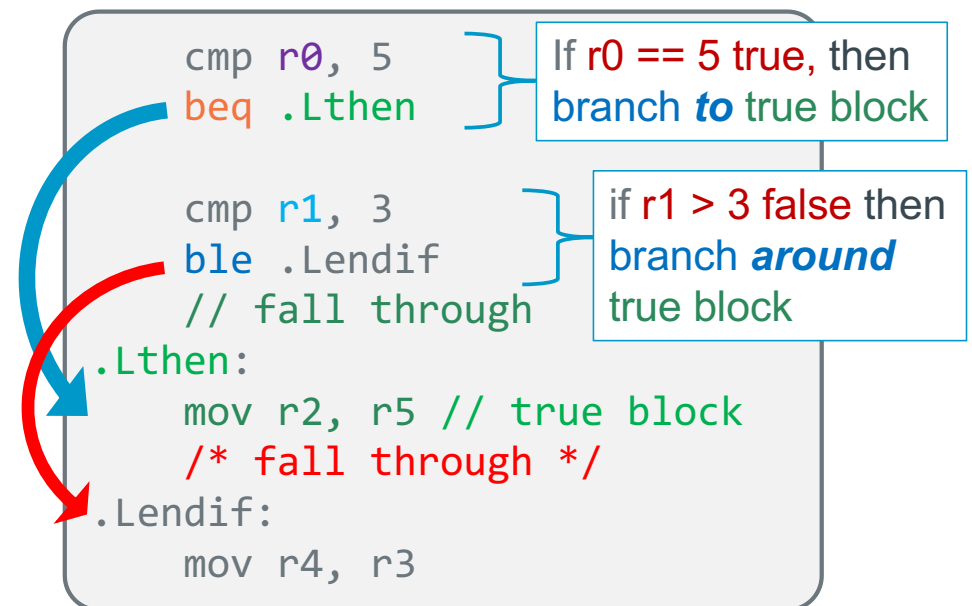 cmp r0, 5
beq .Lthen
If r0 == 5 true, then
branch to true block
cmp r1, 3
ble .Lendif
// fall through
if r1 > 3 false then
branch around
true block
.Lthen:
mov r2, r5 // true block
/* fall through */
.Lendif:
mov r4, r3